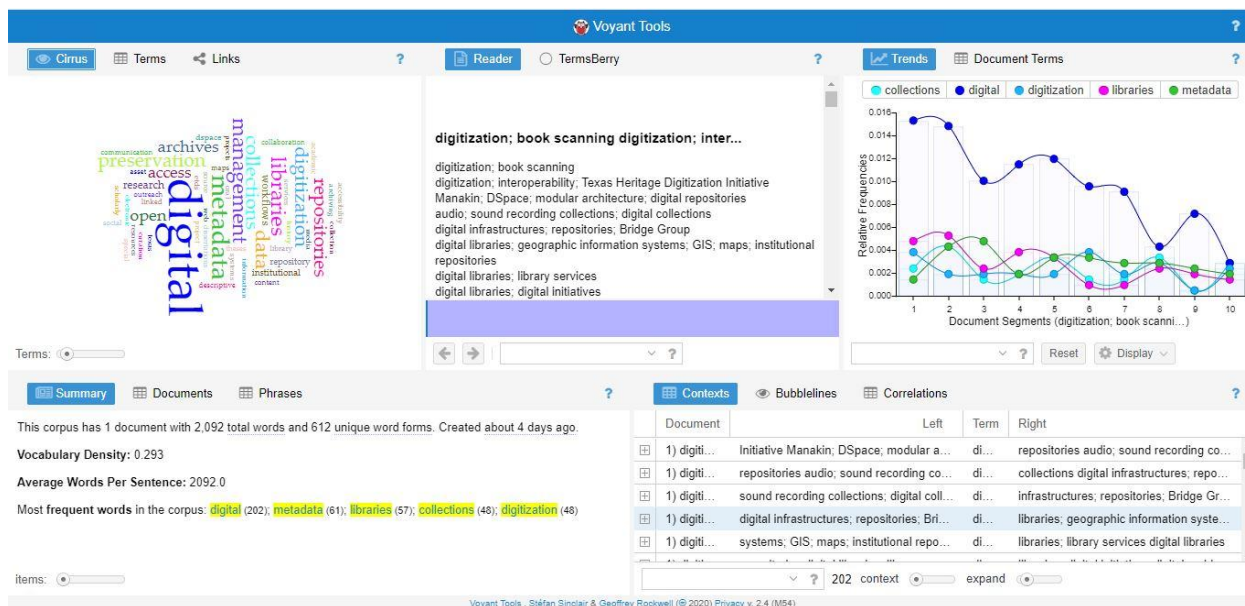 Voyant Tools
?
Cirrus Terms Links ?
Reader TermsBerry ?
Trends Document Terms ?
dspace
collaboration
communication
archives
preservation
maps
asset access
research
outreach
linked
open
social
digital
metadata
management
collections
libraries
workflows
data
digitization
repositories
library
repository
institutional
content
descriptive
Terms:
digitization; book scanning digitization; inter...
digitization; book scanning
digitization; interoperability; Texas Heritage Digitization Initiative
Manakin; DSpace; modular architecture; digital repositories
audio; sound recording collections; digital collections
digital infrastructures; repositories; Bridge Group
digital libraries; geographic information systems; GIS; maps; institutional
repositories
digital libraries; library services
digital libraries; digital initiatives
?
collections digital digitization libraries metadata
0.016
0.014
0.012
0.010
0.008
0.006
0.004
0.002
0.000
Relative Frequencies
1 2 3 4 5 6 7 8 9 10
Document Segments (digitization; book scanni...)
? Reset Display
Summary Documents Phrases ?
This corpus has 1 document with 2,092 total words and 612 unique word forms. Created about 4 days ago.
Vocabulary Density: 0.293
Average Words Per Sentence: 2092.0
Most frequent words in the corpus: digital (202); metadata (61); libraries (57); collections (48); digitization (48)
items:
Contexts Bubblelines Correlations ?
Document Left Term Right
1) digiti... Initiative Manakin; DSpace; modular a... di... repositories audio; sound recording co...
1) digiti... repositories audio; sound recording co... di... collections digital infrastructures; repo...
1) digiti... sound recording collections; digital coll... di... infrastructures; repositories; Bridge Gr...
1) digiti... digital infrastructures; repositories; Bri... di... libraries; geographic information syste...
1) digiti... systems; GIS; maps; institutional repo... di... libraries; library services digital libraries
? 202 context expand
Voyant Tools , Stéfan Sinclair & Geoffrey Rockwell (© 2020) Privacy v. 2.4 (M54)